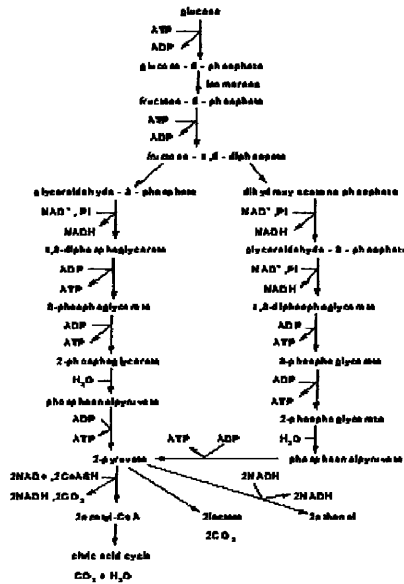 glucose
ATP
ADP
glucose - 6 - phosphate
isomerase
fructose - 6 - phosphate
ATP
ADP
glyceraldehyde - 3 - phosphate
dihydroxy acetone phosphate
NAD⁺, Pi
NADH
NAD⁺, Pi
NADH
1,3-diphosphoglycerate
glyceraldehyde - 3 - phosphate
ADP
ATP
NAD⁺, Pi
NADH
3-phosphoglycerate
1,3-diphosphoglycerate
ADP
ATP
ADP
ATP
2-phosphoglycerate
3-phosphoglycerate
H₂O
ADP
ATP
phosphoenolpyruvate
2-phosphoglycerate
ADP
ATP
ATP
ADP
H₂O
2-pyruvate
phosphoenolpyruvate
2NAD+, 2CoASH
2NADH, 2CO₂
2NADH
2NADH
2acetyl-CoA
2lactate
2ethanol
2CO₂
citric acid cycle
CO₂ + H₂O